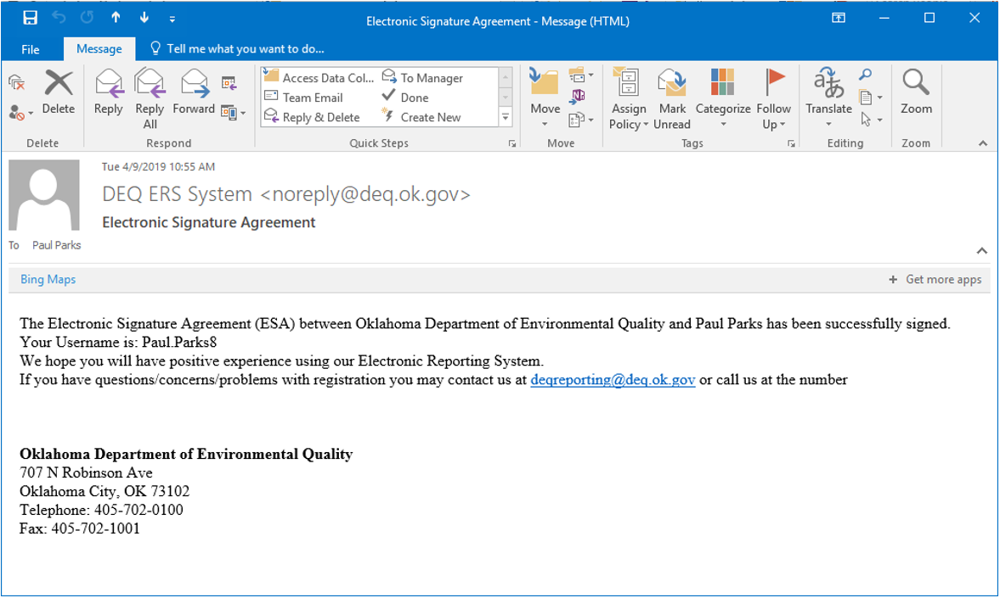 Electronic Signature Agreement - Message (HTML)
File Message Tell me what you want to do...
Delete Reply Reply All Forward
Access Data Col... To Manager
Team Email Done
Reply & Delete Create New
Move Assign Policy Mark Unread Categorize Follow Up Translate Zoom
Delete Respond Quick Steps Move Tags Editing Zoom
Tue 4/9/2019 10:55 AM
DEQ ERS System <noreply@deq.ok.gov>
Electronic Signature Agreement
To Paul Parks
Bing Maps + Get more apps
The Electronic Signature Agreement (ESA) between Oklahoma Department of Environmental Quality and Paul Parks has been successfully signed.
Your Username is: Paul.Parks8
We hope you will have positive experience using our Electronic Reporting System.
If you have questions/concerns/problems with registration you may contact us at deqreporting@deq.ok.gov or call us at the number
Oklahoma Department of Environmental Quality
707 N Robinson Ave
Oklahoma City, OK 73102
Telephone: 405-702-0100
Fax: 405-702-1001